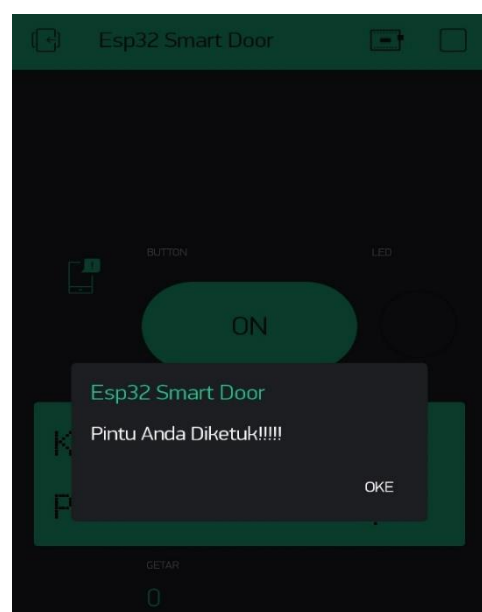 Esp32 Smart Door
BUTTON
LED
ON
Esp32 Smart Door
Pintu Anda Diketuk!!!!!
OKE
GETAR
0